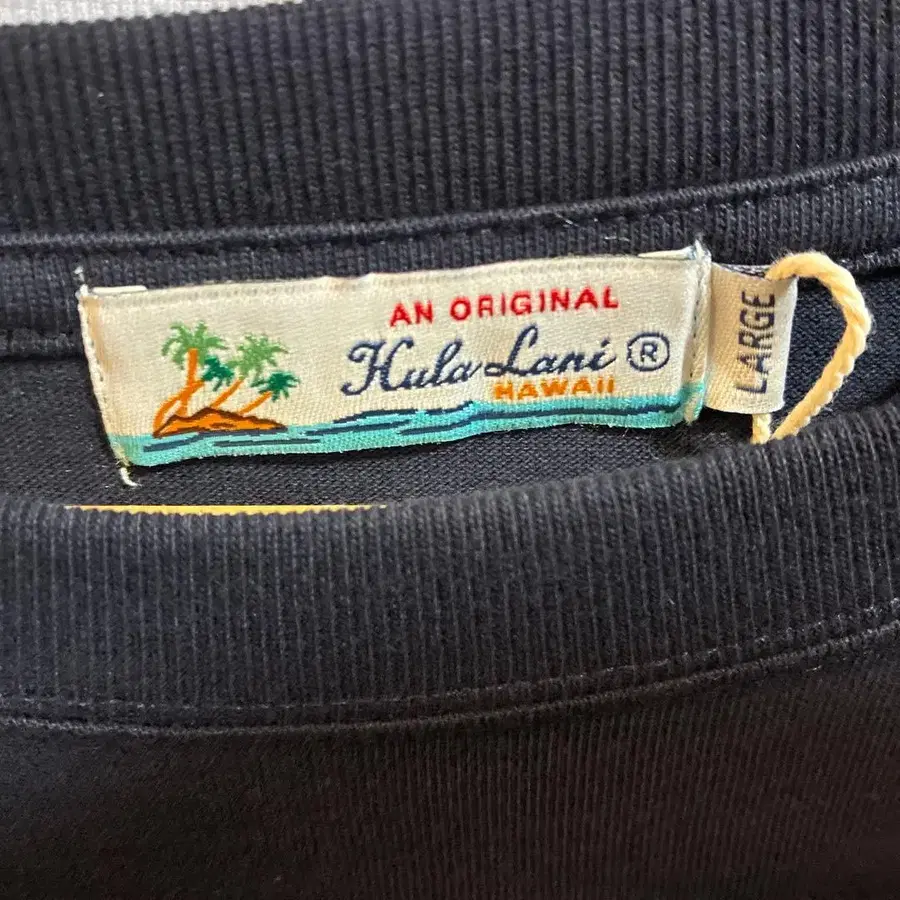 AN ORIGINAL
Hula Lani ®
HAWAII
LARGE